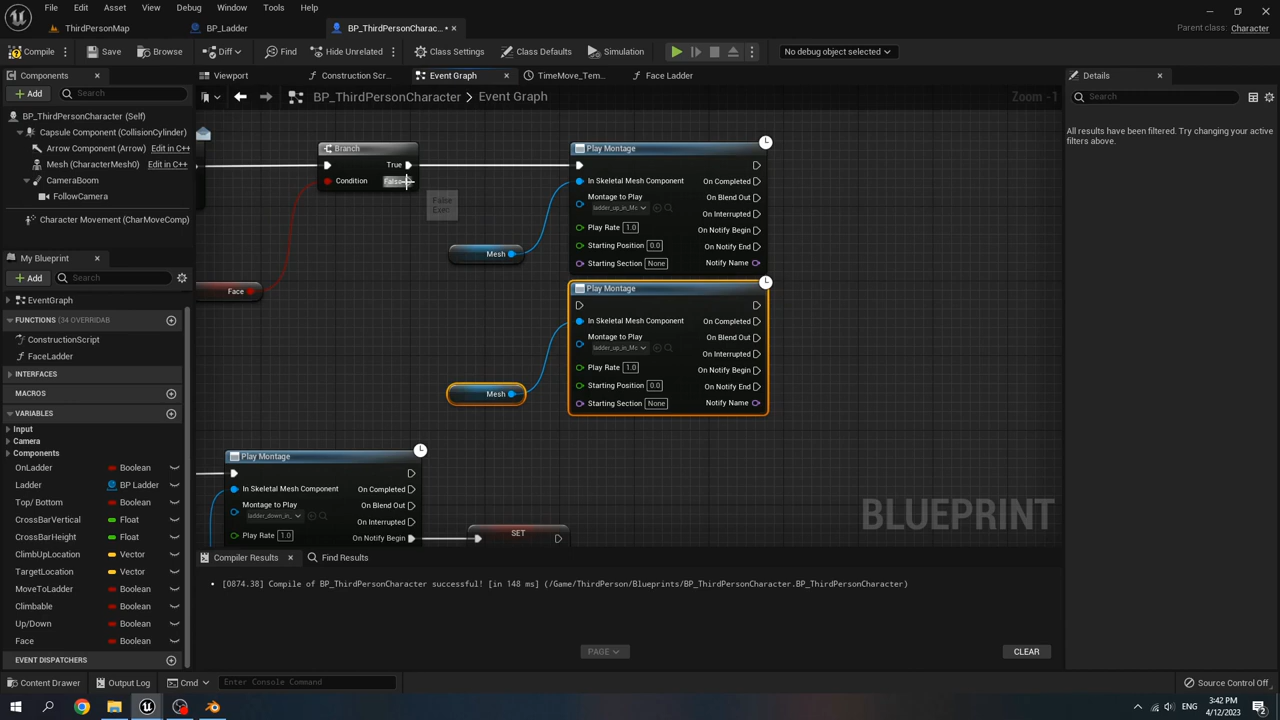 File Edit Asset View Debug Window Tools Help
ThirdPersonMap BP_Ladder BP_ThirdPersonCharac... Parent class: Character
Compile Save Browse Diff Find Hide Unrelated Class Settings Class Defaults Simulation No debug object selected
Components Viewport Construction Scr... Event Graph TimeMove_Tem... Face Ladder Details
Add Search BP_ThirdPersonCharacter > Event Graph Zoom -1 Search
BP_ThirdPersonCharacter (Self)
Capsule Component (CollisionCylinder)
Arrow Component (Arrow) Edit in C++
Mesh (CharacterMesh0) Edit in C++
CameraBoom
FollowCamera
Character Movement (CharMoveComp)
All results have been filtered. Try changing your active filters above.
My Blueprint
Add Search
EventGraph
FUNCTIONS (34 OVERRIDAB
ConstructionScript
FaceLadder
INTERFACES
MACROS
VARIABLES
Input
Camera
Components
OnLadder Boolean
Ladder BP Ladder
Top/ Bottom Boolean
CrossBarVertical Float
CrossBarHeight Float
ClimbUpLocation Vector
TargetLocation Vector
MoveToLadder Boolean
Climbable Boolean
Up/Down Boolean
Face Boolean
EVENT DISPATCHERS
Branch
True
Condition False
False
Exec
Face
Mesh
Play Montage
In Skeletal Mesh Component On Completed
Montage to Play On Blend Out
ladder_up_in_Mc On Interrupted
Play Rate 1.0 On Notify Begin
Starting Position 0.0 On Notify End
Starting Section None Notify Name
Mesh
Play Montage
In Skeletal Mesh Component On Completed
Montage to Play On Blend Out
ladder_up_in_Mc On Interrupted
Play Rate 1.0 On Notify Begin
Starting Position 0.0 On Notify End
Starting Section None Notify Name
Play Montage
In Skeletal Mesh Component On Completed
Montage to Play On Blend Out
ladder_down_in_ On Interrupted
Play Rate 1.0 On Notify Begin
SET
BLUEPRINT
Compiler Results Find Results
[0874.38] Compile of BP_ThirdPersonCharacter successful! [in 148 ms] (/Game/ThirdPerson/Blueprints/BP_ThirdPersonCharacter.BP_ThirdPersonCharacter)
PAGE CLEAR
Content Drawer Output Log Cmd Enter Console Command Source Control Off
ENG 3:42 PM
4/12/2023
2